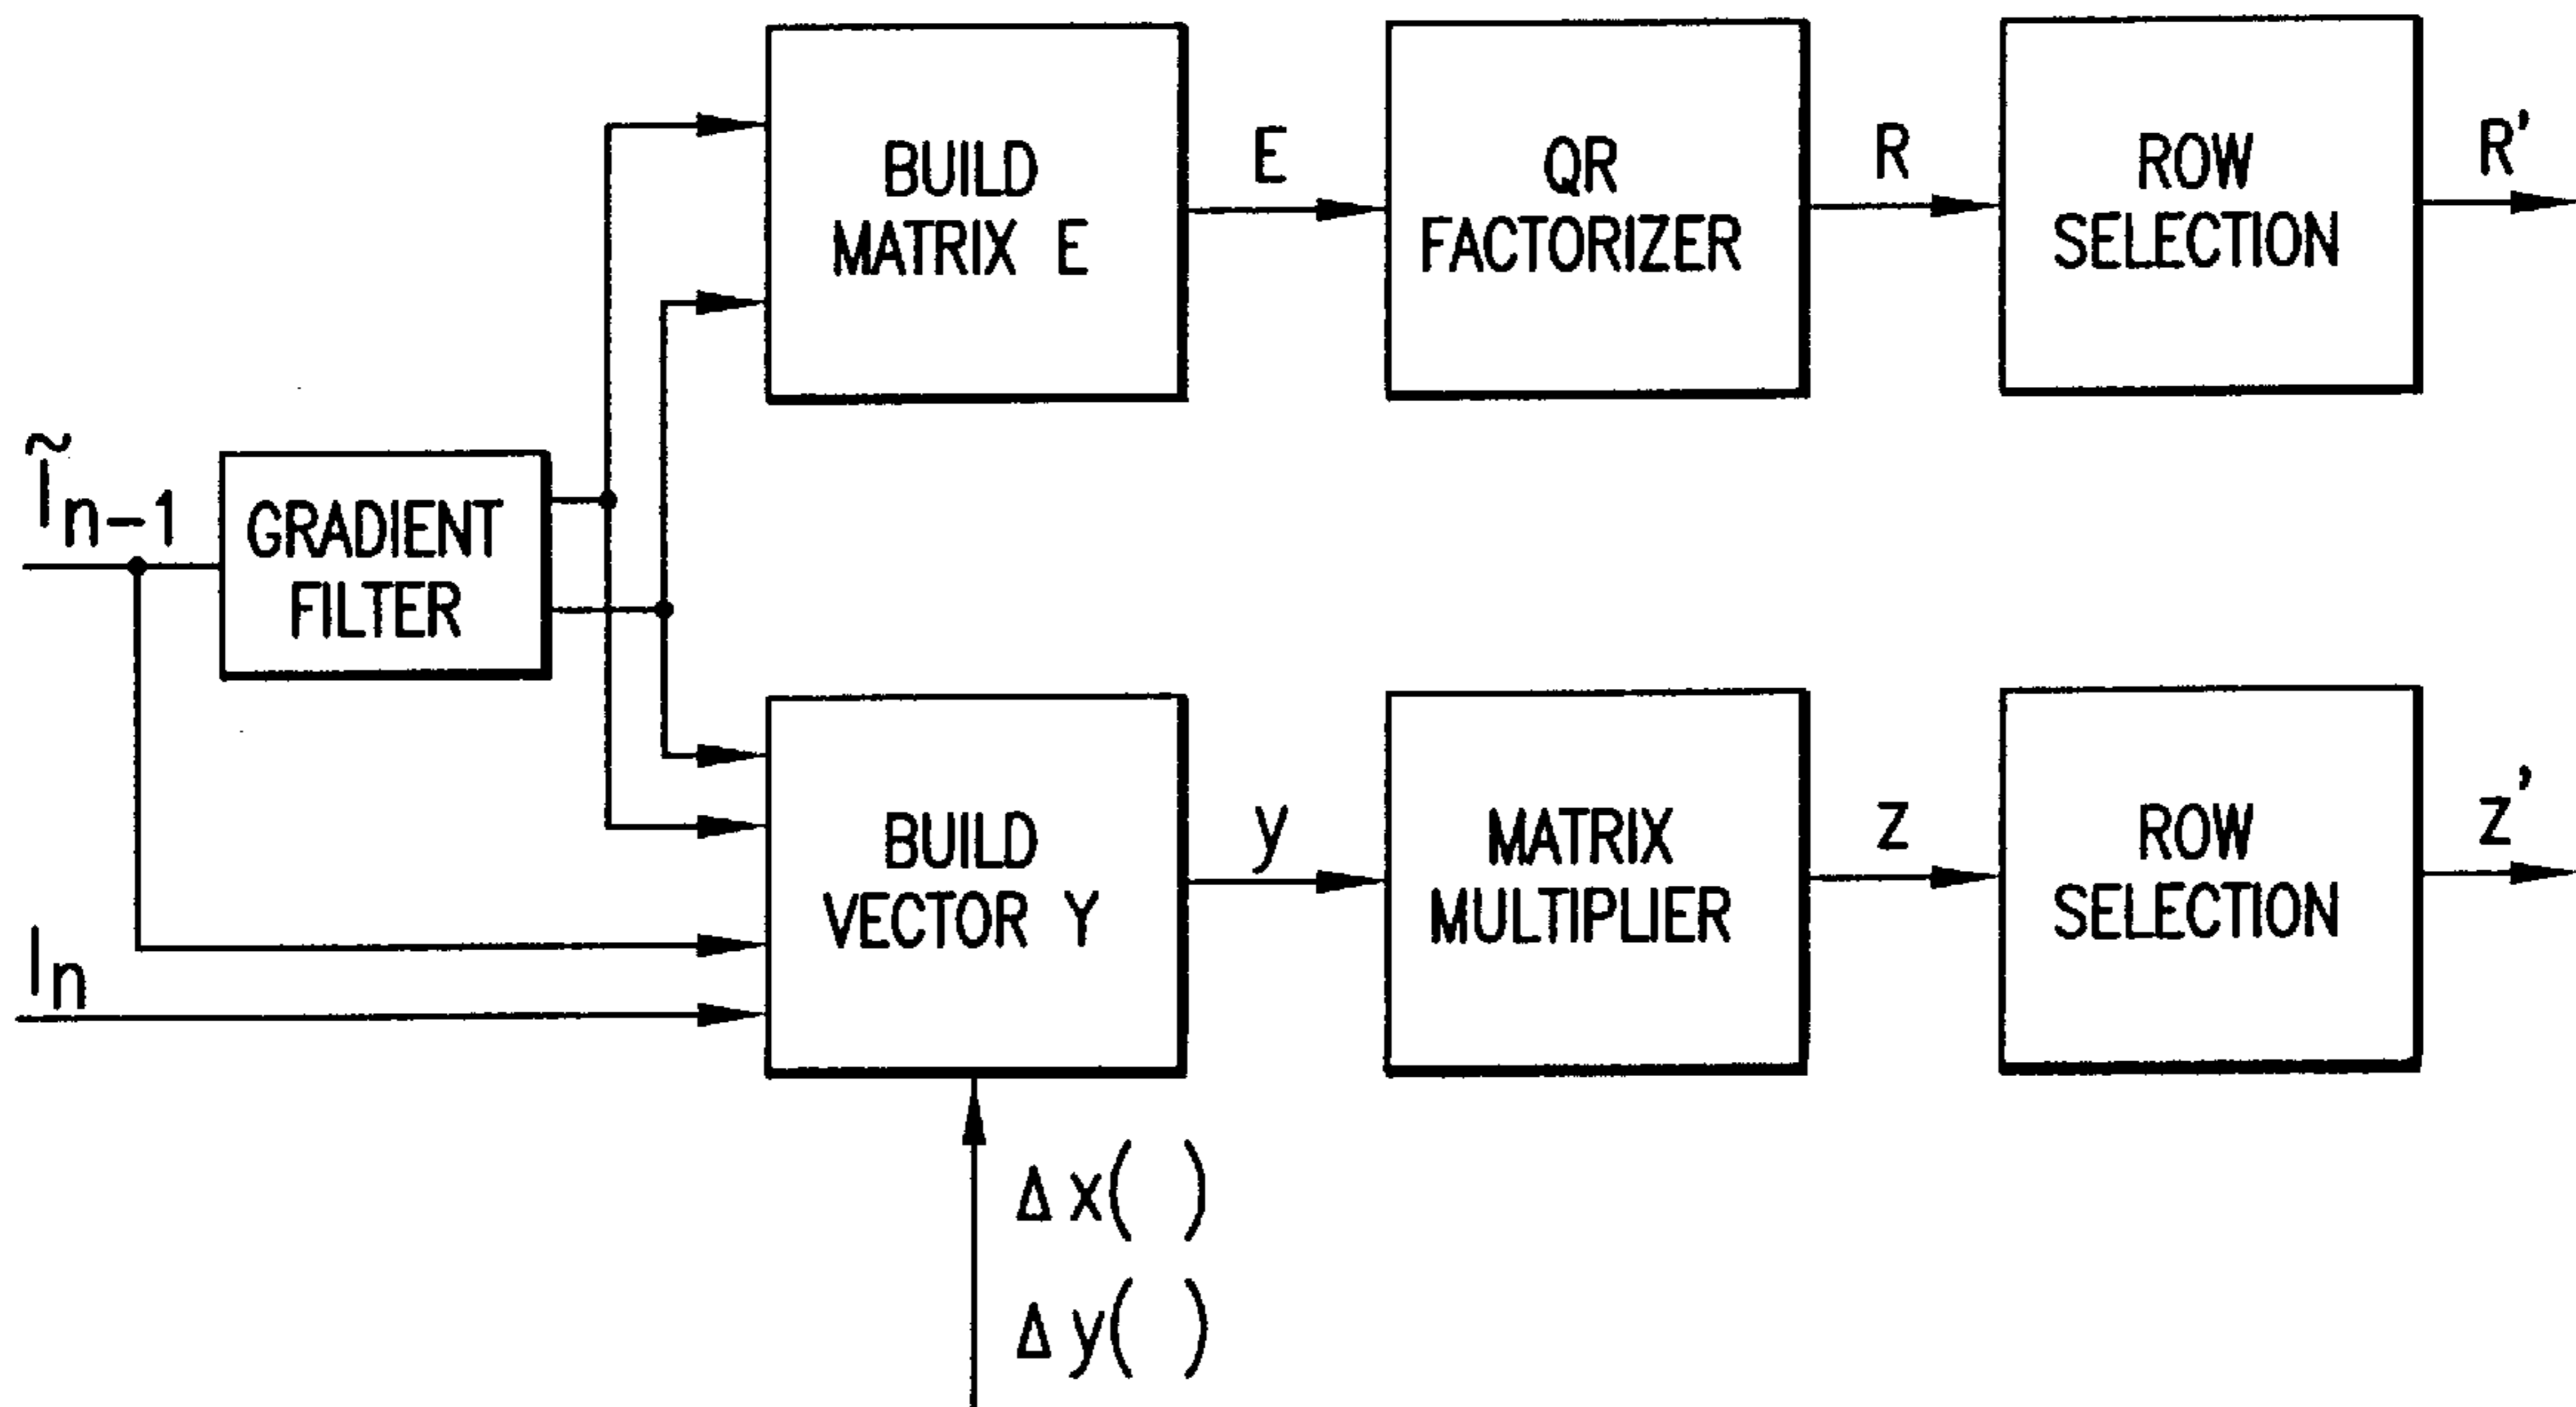 BUILD
MATRIX E
E
QR
FACTORIZER
R
ROW
SELECTION
R'
Ĩn-1
GRADIENT
FILTER
In
BUILD
VECTOR Y
y
MATRIX
MULTIPLIER
z
ROW
SELECTION
z'
Δx( )
Δy( )